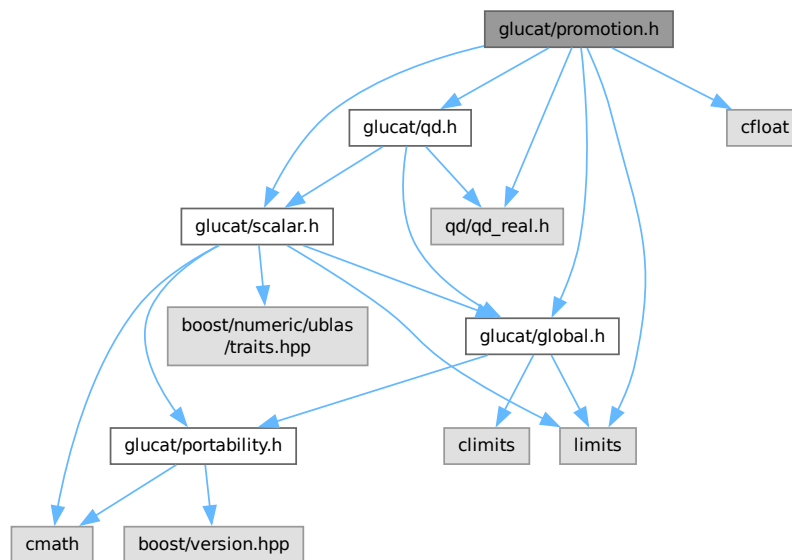 glucat/promotion.h
glucat/qd.h
cfloat
glucat/scalar.h
qd/qd_real.h
boost/numeric/ublas
/traits.hpp
glucat/global.h
glucat/portability.h
climits
limits
cmath
boost/version.hpp